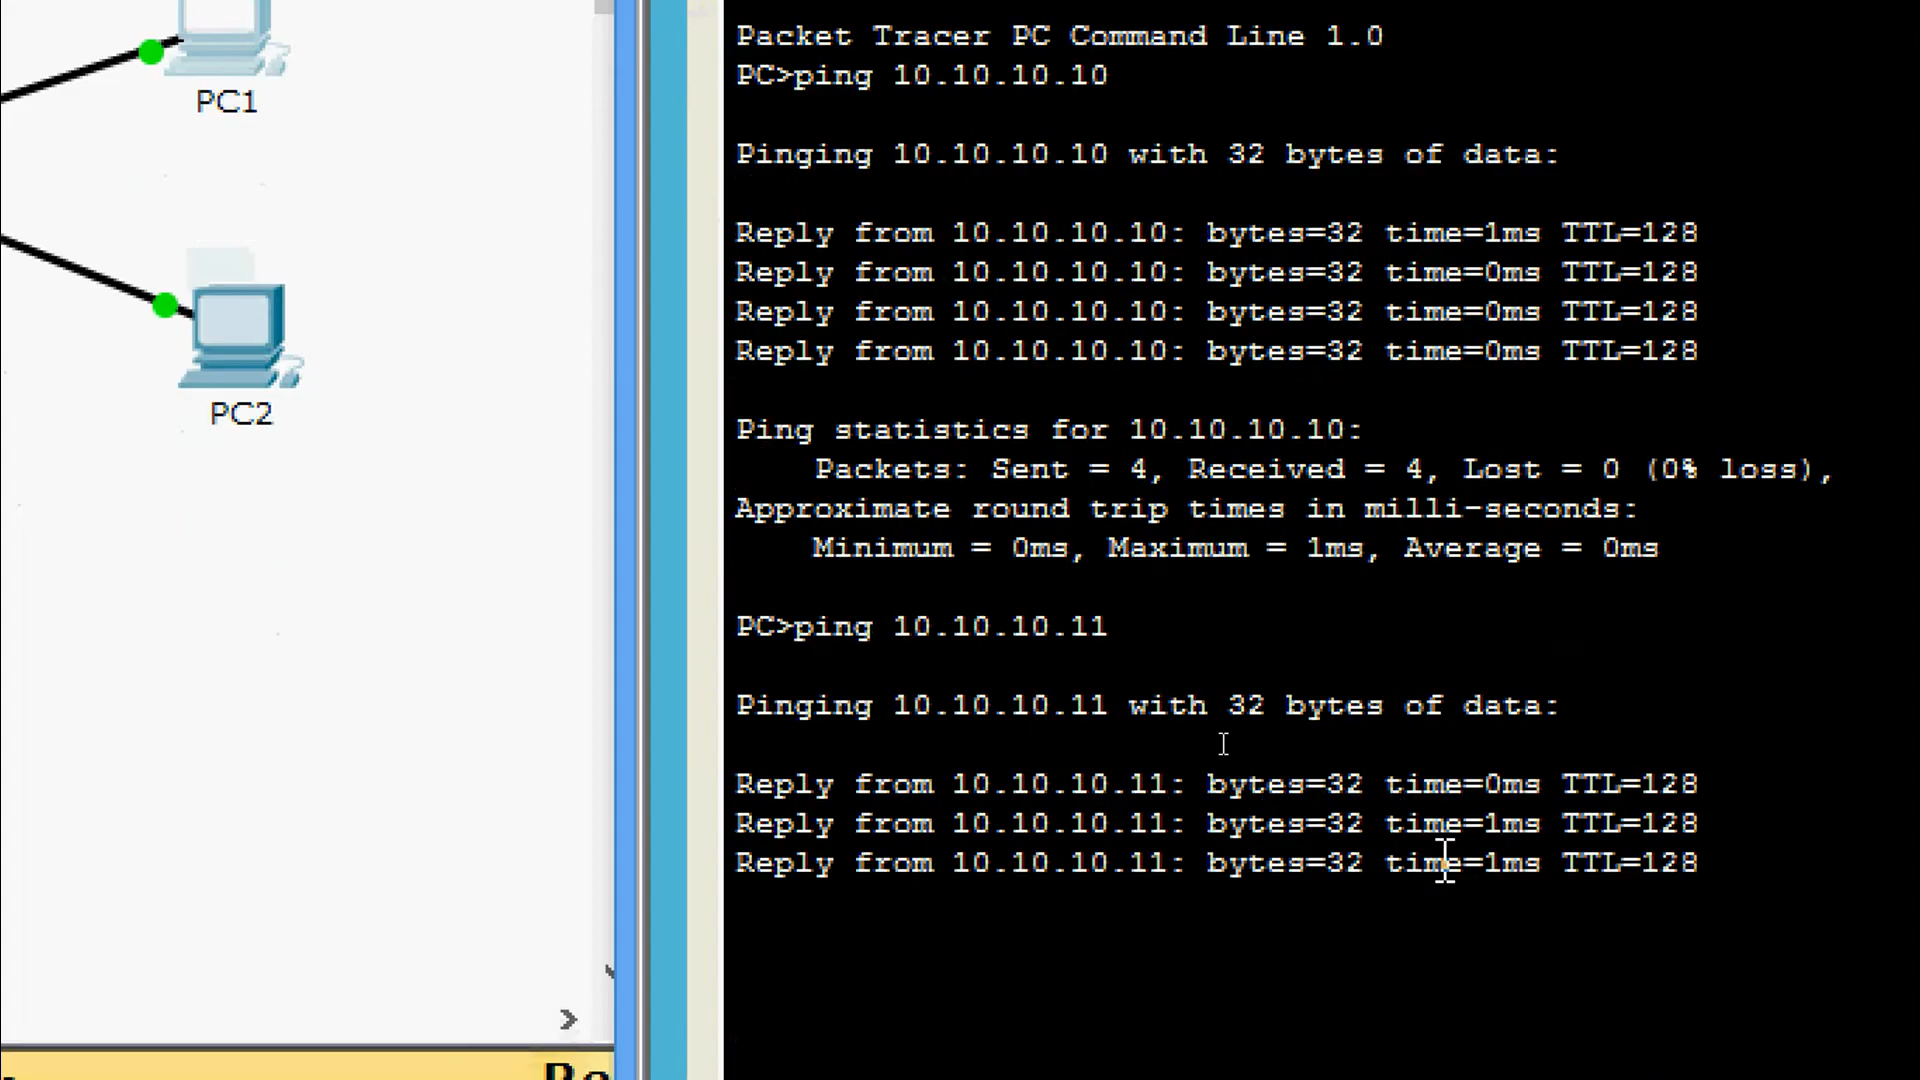 PC1
PC2
Packet Tracer PC Command Line 1.0
PC>ping 10.10.10.10
Pinging 10.10.10.10 with 32 bytes of data:
Reply from 10.10.10.10: bytes=32 time=1ms TTL=128
Reply from 10.10.10.10: bytes=32 time=0ms TTL=128
Reply from 10.10.10.10: bytes=32 time=0ms TTL=128
Reply from 10.10.10.10: bytes=32 time=0ms TTL=128
Ping statistics for 10.10.10.10:
Packets: Sent = 4, Received = 4, Lost = 0 (0% loss),
Approximate round trip times in milli-seconds:
Minimum = 0ms, Maximum = 1ms, Average = 0ms
PC>ping 10.10.10.11
Pinging 10.10.10.11 with 32 bytes of data:
Reply from 10.10.10.11: bytes=32 time=0ms TTL=128
Reply from 10.10.10.11: bytes=32 time=1ms TTL=128
Reply from 10.10.10.11: bytes=32 time=1ms TTL=128